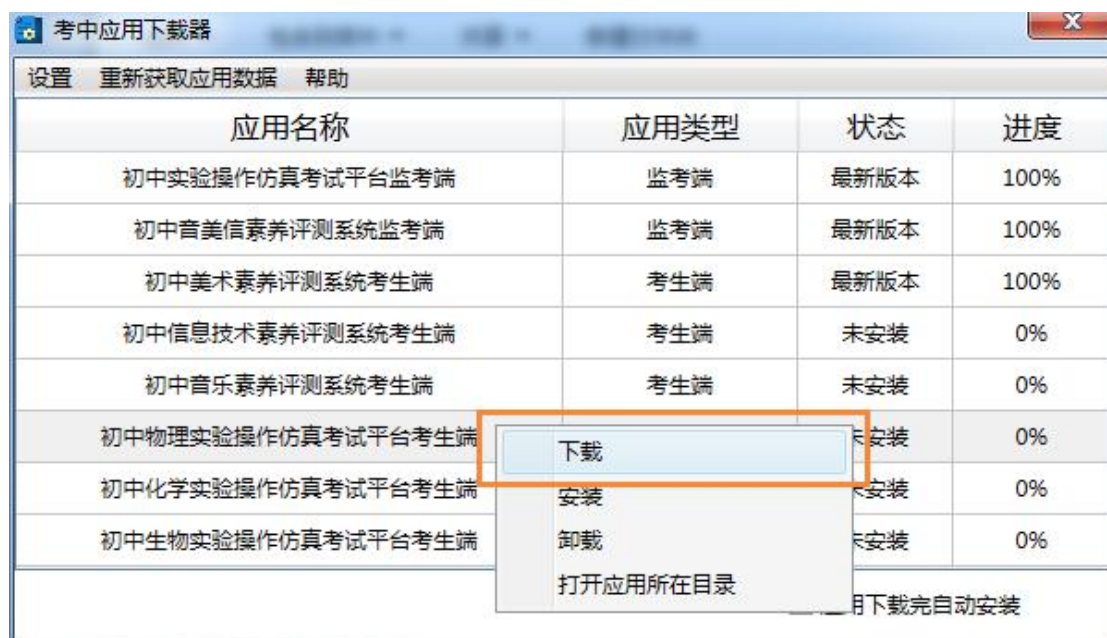 考中应用下载器
设置 重新获取应用数据 帮助
应用名称 应用类型 状态 进度
初中实验操作仿真考试平台监考端 监考端 最新版本 100%
初中音美信素养评测系统监考端 监考端 最新版本 100%
初中美术素养评测系统考生端 考生端 最新版本 100%
初中信息技术素养评测系统考生端 考生端 未安装 0%
初中音乐素养评测系统考生端 考生端 未安装 0%
初中物理实验操作仿真考试平台考生端 未安装 0%
下载
初中化学实验操作仿真考试平台考生端 未安装 0%
安装
初中生物实验操作仿真考试平台考生端 未安装 0%
卸载
打开应用所在目录
用下载完自动安装